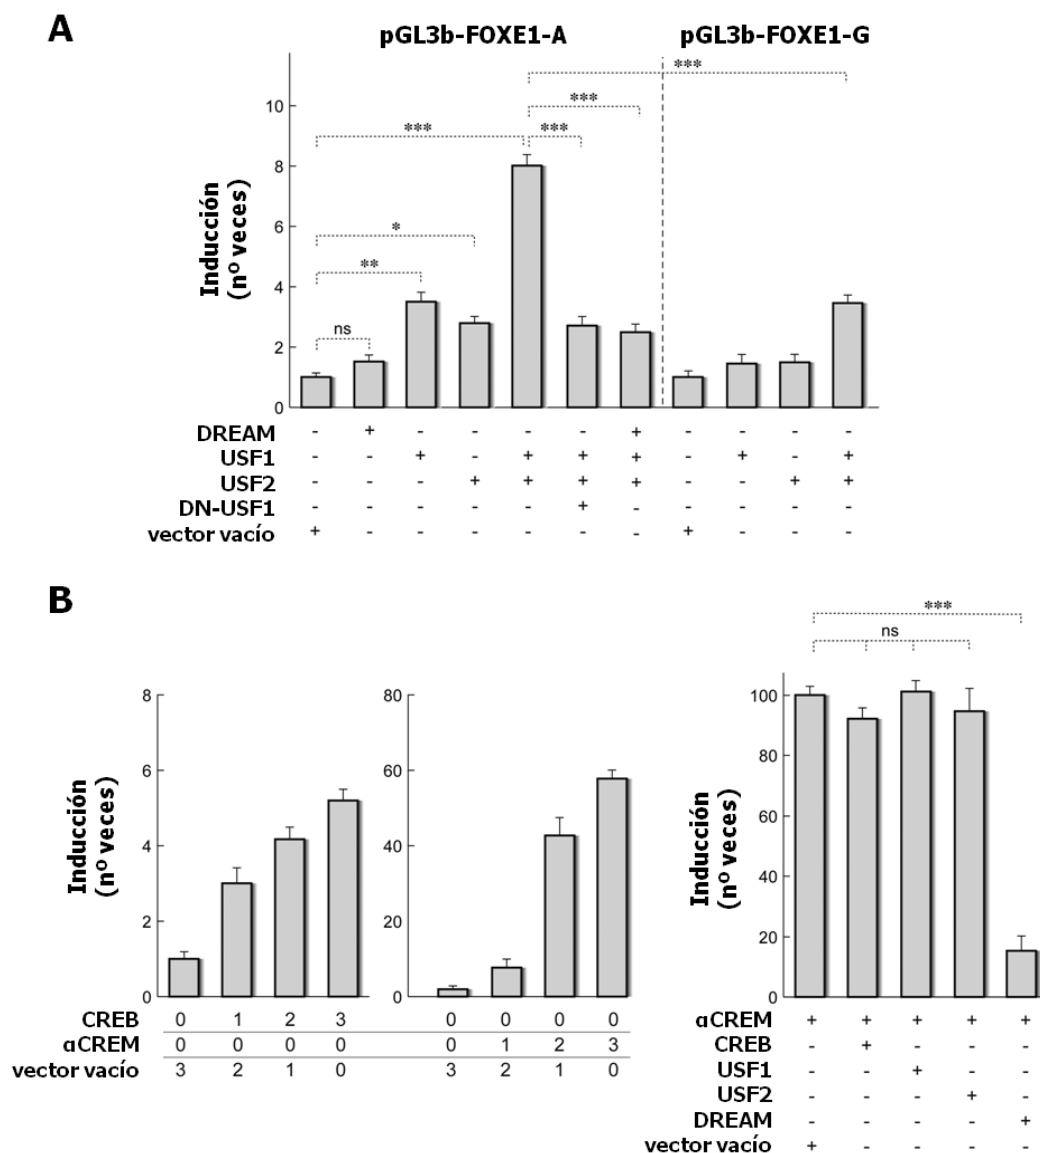 A
pGL3b-FOXE1-A pGL3b-FOXE1-G
***
***
*** ***
*
**
ns
Inducción
(nº veces)
10
8
6
4
2
0
DREAM - + - - - - + - - - -
USF1 - - + - + + + - + - +
USF2 - - - + + + + - - + +
DN-USF1 - - - - - + - - - - -
vector vacío + - - - - - - + - - -
B
***
ns
Inducción
(nº veces)
8
6
4
2
0
80
60
40
20
0
Inducción
(nº veces)
100
80
60
40
20
0
CREB 0 1 2 3 0 0 0 0
αCREM 0 0 0 0 0 1 2 3
vector vacío 3 2 1 0 3 2 1 0
αCREM + + + + +
CREB - + - - -
USF1 - - + - -
USF2 - - - + -
DREAM - - - - +
vector vacío + - - - -